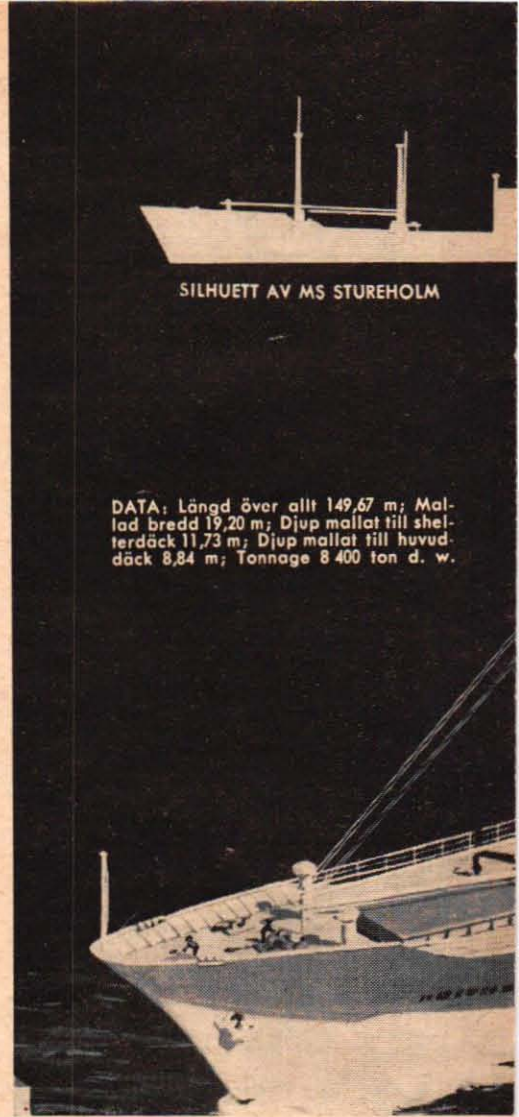 SILHUETT AV MS STUREHOLM
DATA: Längd över allt 149,67 m; Mal-
lad bredd 19,20 m; Djup mallat till shel-
terdäck 11,73 m; Djup mallat till huvud-
däck 8,84 m; Tonnage 8 400 ton d. w.